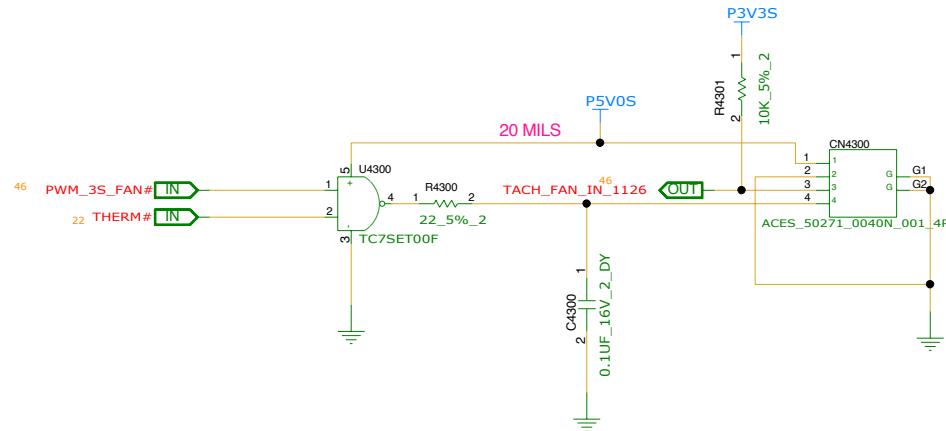 P3V3S
1
R4301
10K_5%_2
2
P5V0S
20 MILS
CN4300
5
U4300
+
46
PWM_3S_FAN#
IN
1
4
R4300
1
2
22_5%_2
46
TACH_FAN_IN_1126
OUT
1
2
3
4
1
2
3
4
G
G
G1
G2
22
THERM#
IN
2
-
3
TC7SET00F
ACES_50271_0040N_001_4P
1
C4300
2
0.1UF_16V_2_DY